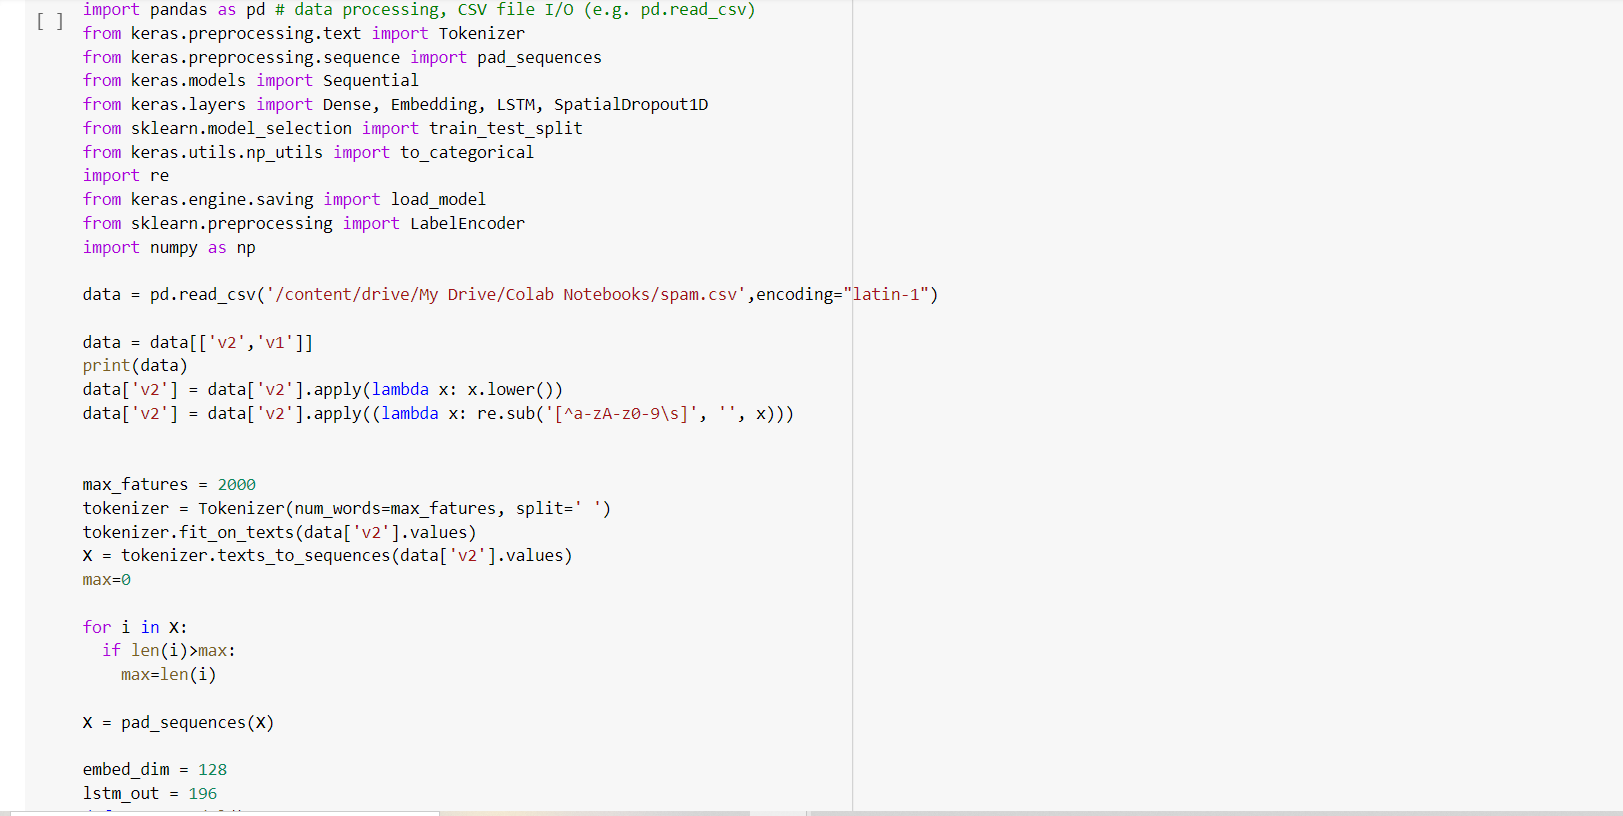 import pandas as pd # data processing, CSV file I/O (e.g. pd.read_csv)
[ ]
from keras.preprocessing.text import Tokenizer
from keras.preprocessing.sequence import pad_sequences
from keras.models import Sequential
from keras.layers import Dense, Embedding, LSTM, SpatialDropout1D
from sklearn.model_selection import train_test_split
from keras.utils.np_utils import to_categorical
import re
from keras.engine.saving import load_model
from sklearn.preprocessing import LabelEncoder
import numpy as np
data = pd.read_csv('/content/drive/My Drive/Colab Notebooks/spam.csv',encoding="latin-1")
data = data[['v2','v1']]
print(data)
data['v2'] = data['v2'].apply(lambda x: x.lower())
data['v2'] = data['v2'].apply((lambda x: re.sub('[^a-zA-z0-9\s]', '', x)))
max_fatures = 2000
tokenizer = Tokenizer(num_words=max_fatures, split=' ')
tokenizer.fit_on_texts(data['v2'].values)
X = tokenizer.texts_to_sequences(data['v2'].values)
max=0
for i in X:
  if len(i)>max:
    max=len(i)
X = pad_sequences(X)
embed_dim = 128
lstm_out = 196